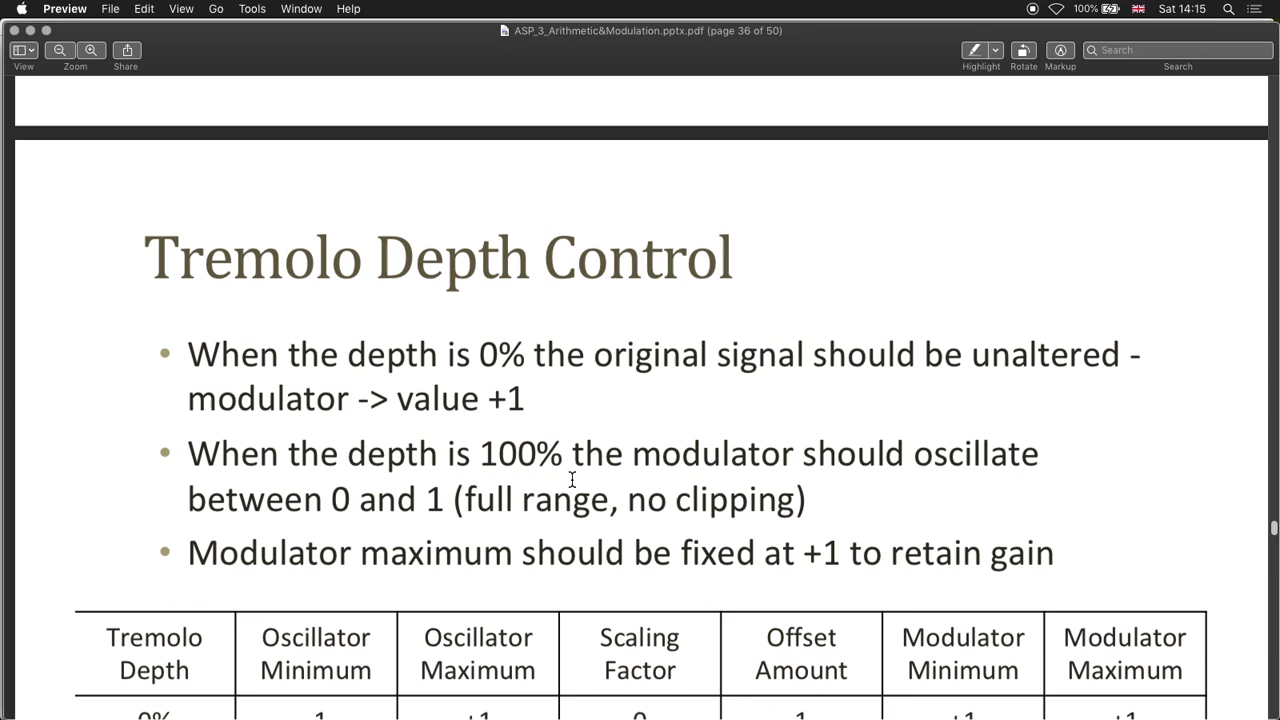 Preview File Edit View Go Tools Window Help 100% Sat 14:15
ASP_3_Arithmetic&Modulation.pptx.pdf (page 36 of 50)
Search
View Zoom Share Highlight Rotate Markup Search
Tremolo Depth Control
• When the depth is 0% the original signal should be unaltered -
modulator -> value +1
• When the depth is 100% the modulator should oscillate
between 0 and 1 (full range, no clipping)
• Modulator maximum should be fixed at +1 to retain gain
Tremolo Oscillator Oscillator Scaling Offset Modulator Modulator
Depth Minimum Maximum Factor Amount Minimum Maximum